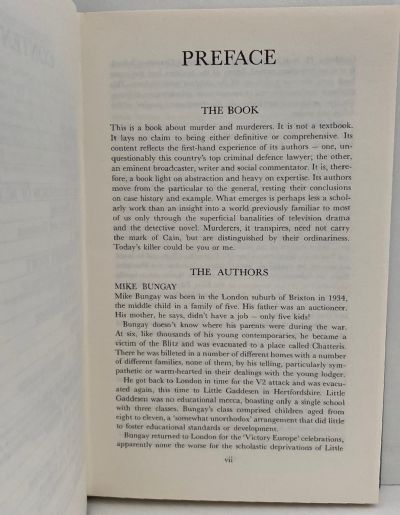 PREFACE
THE BOOK
This is a book about murder and murderers. It is not a textbook.
It lays no claim to being either definitive or comprehensive. Its
content reflects the first-hand experience of its authors — one, un-
questionably this country's top criminal defence lawyer; the other,
an eminent broadcaster, writer and social commentator. It is, there-
fore, a book light on abstraction and heavy on expertise. Its authors
move from the particular to the general, resting their conclusions
on case history and example. What emerges is perhaps less a schol-
arly work than an insight into a world previously familiar to most
of us only through the superficial banalities of television drama
and the detective novel. Murderers, it transpires, need not carry
the mark of Cain, but are distinguished by their ordinariness.
Today's killer could be you or me.
THE AUTHORS
MIKE BUNGAY
Mike Bungay was born in the London suburb of Brixton in 1934,
the middle child in a family of five. His father was an auctioneer.
His mother, he says, didn't have a job — only five kids!
Bungay doesn't know where his parents were during the war.
At six, like thousands of his young contemporaries, he became a
victim of the Blitz and was evacuated to a place called Chatteris.
There he was billeted in a number of different homes with a number
of different families, none of them, by his telling, particularly sym-
pathetic or warm-hearted in their dealings with the young lodger.
He got back to London in time for the V2 attack and was evacu-
ated again, this time to Little Gaddesen in Hertfordshire. Little
Gaddesen was no educational mecca, boasting only a single school
with three classes. Bungay's class comprised children aged from
eight to eleven, a 'somewhat unorthodox' arrangement that did little
to foster educational standards or development.
Bungay returned to London for the 'Victory Europe' celebrations,
apparently none the worse for the scholastic deprivations of Little
vii